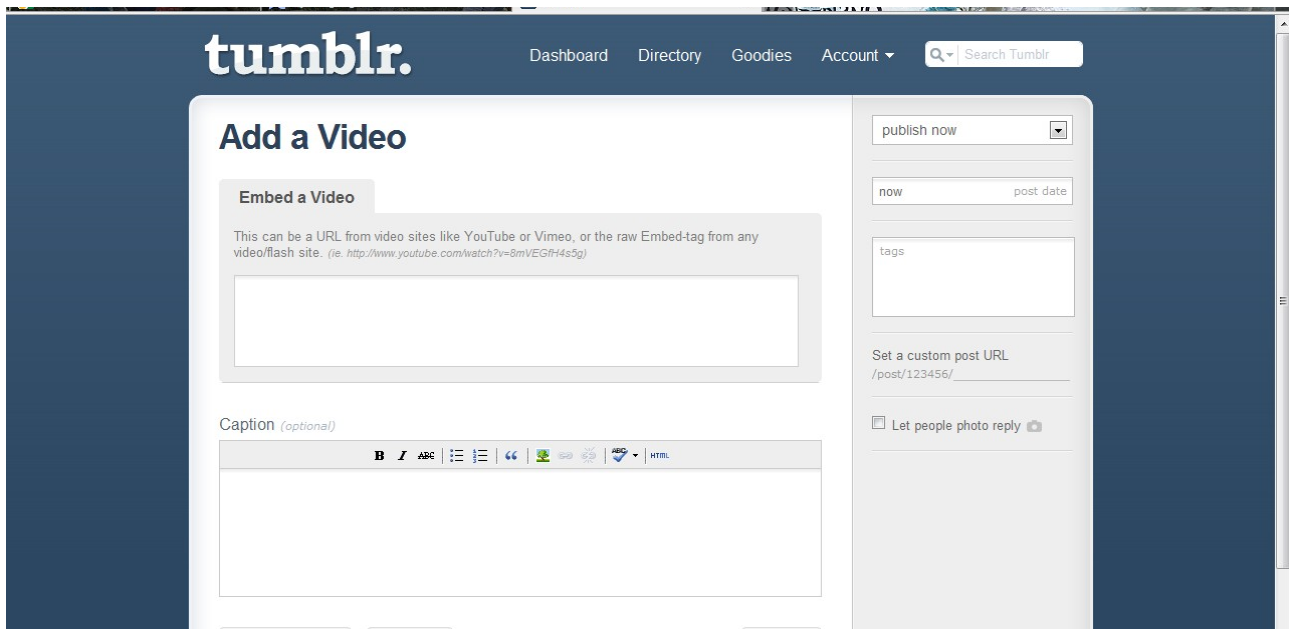 tumblr.
Dashboard Directory Goodies Account Search Tumblr
Add a Video
Embed a Video
This can be a URL from video sites like YouTube or Vimeo, or the raw Embed-tag from any
video/flash site. (ie. http://www.youtube.com/watch?v=8mVEGfH4s5g)
Caption (optional)
B I ABC ABC HTML
publish now
now post date
tags
Set a custom post URL
/post/123456/
Let people photo reply